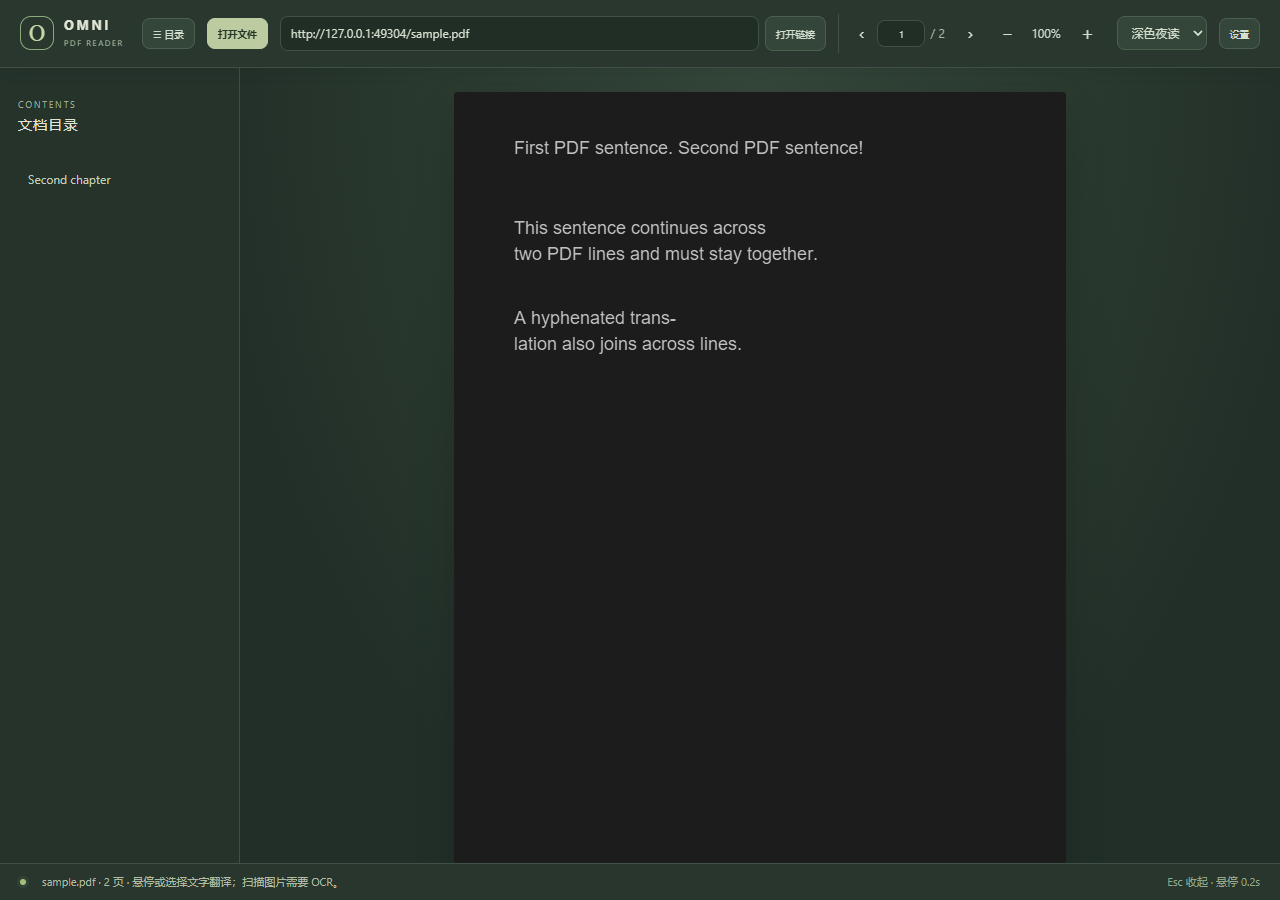 O
OMNI
PDF READER
☰ 目录
打开文件
http://127.0.0.1:49304/sample.pdf
打开链接
‹
1
/ 2
›
−
100%
+
深色夜读
设置
CONTENTS
文档目录
Second chapter
First PDF sentence. Second PDF sentence!
This sentence continues across
two PDF lines and must stay together.
A hyphenated trans-
lation also joins across lines.
sample.pdf · 2 页 · 悬停或选择文字翻译；扫描图片需要 OCR。
Esc 收起 · 悬停 0.2s